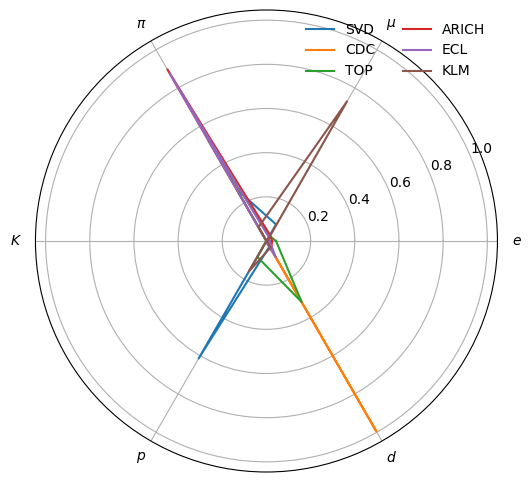 π
μ
SVD ARICH
CDC ECL
TOP KLM
1.0
0.8
0.6
0.4
0.2
K
e
p
d